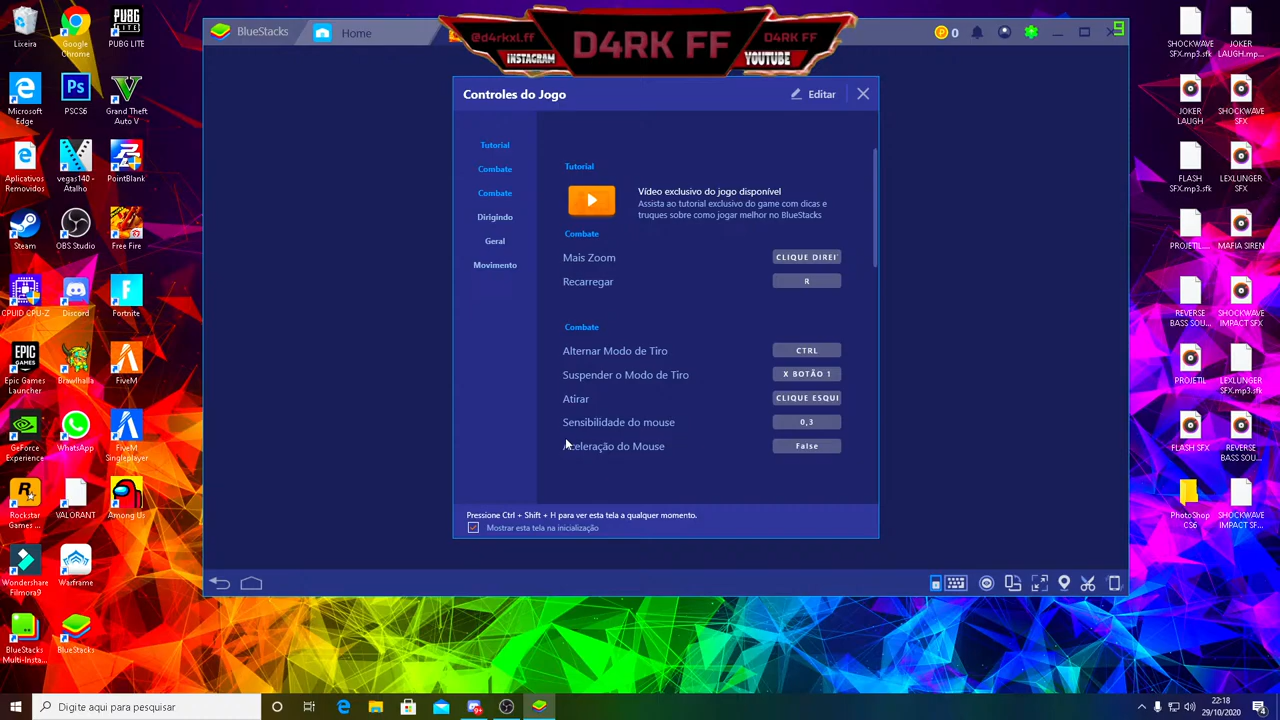 BlueStacks
Home
@d4rkxl.ff
INSTAGRAM
D4RK FF
D4RK FF
YOUTUBE
0
Controles do Jogo
Editar
Tutorial
Combate
Combate
Dirigindo
Geral
Movimento
Tutorial
Vídeo exclusivo do jogo disponível
Assista ao tutorial exclusivo do game com dicas e
truques sobre como jogar melhor no BlueStacks
Combate
Mais Zoom
CLIQUE DIREI
Recarregar
R
Combate
Alternar Modo de Tiro
CTRL
Suspender o Modo de Tiro
X BOTÃO 1
Atirar
CLIQUE ESQUI
Sensibilidade do mouse
0,3
Aceleração do Mouse
False
Pressione Ctrl + Shift + H para ver esta tela a qualquer momento.
Mostrar esta tela na inicialização
Lixeira
Google
Chrome
PUBG LITE
Microsoft
Edge
PSCS6
Grand Theft
Auto V
Aplicativos
Removidos
vegas140 -
Atalho
PointBlank
Steam
OBS Studio
Free Fire
CPUID CPU-Z
Discord
Fortnite
Epic Games
Launcher
Brawlhalla
FiveM
GeForce
Experience
WhatsApp
FiveM
Singleplayer
Rockstar
Games ...
VALORANT
Among Us
Wondershare
Filmora9
Warframe
BlueStacks
Multi-Insta...
BlueStacks
SHOCKWAVE
SFX.mp3.sfk
JOKER
LAUGH.mp...
JOKER
LAUGH
SHOCKWAVE
SFX
FLASH
SFX.mp3.sfk
LEXLUNGER
SFX
PROJETIL....
MAFIA SIREN
REVERSE
BASS SOU...
SHOCKWAVE
IMPACT SFX
PROJETIL
LEXLUNGER
SFX.mp3.sfk
FLASH SFX
REVERSE
BASS SOU...
PhotoShop
CS6
SHOCKWAVE
IMPACT SF...
Digite aqui para pesquisar
22:18
29/10/2020
4